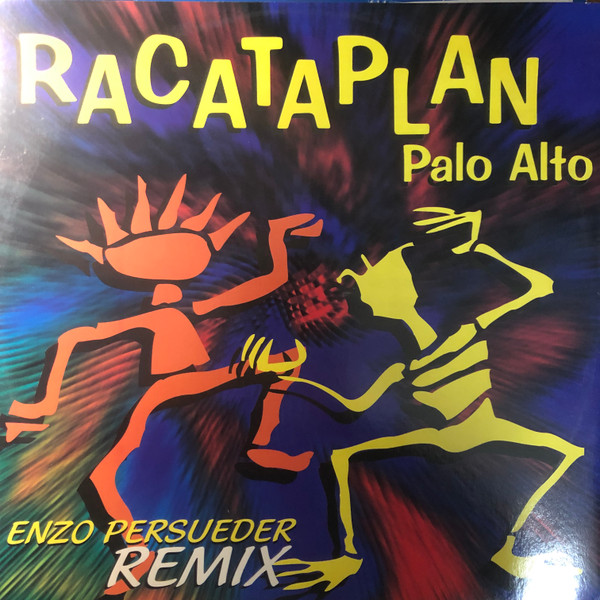 RACATAPLAN
Palo Alto
ENZO PERSUEDER
REMIX